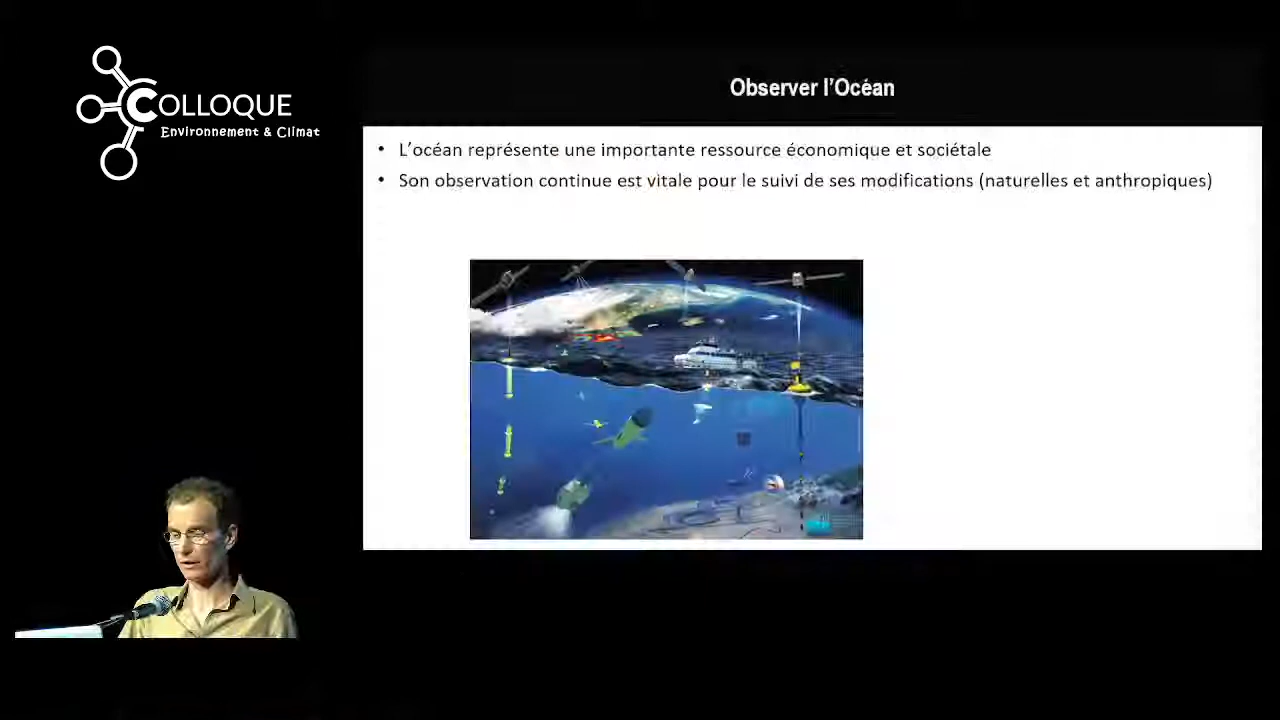 COLLOQUE
Environnement & Climat
Observer l'Océan
• L'océan représente une importante ressource économique et sociétale
• Son observation continue est vitale pour le suivi de ses modifications (naturelles et anthropiques)